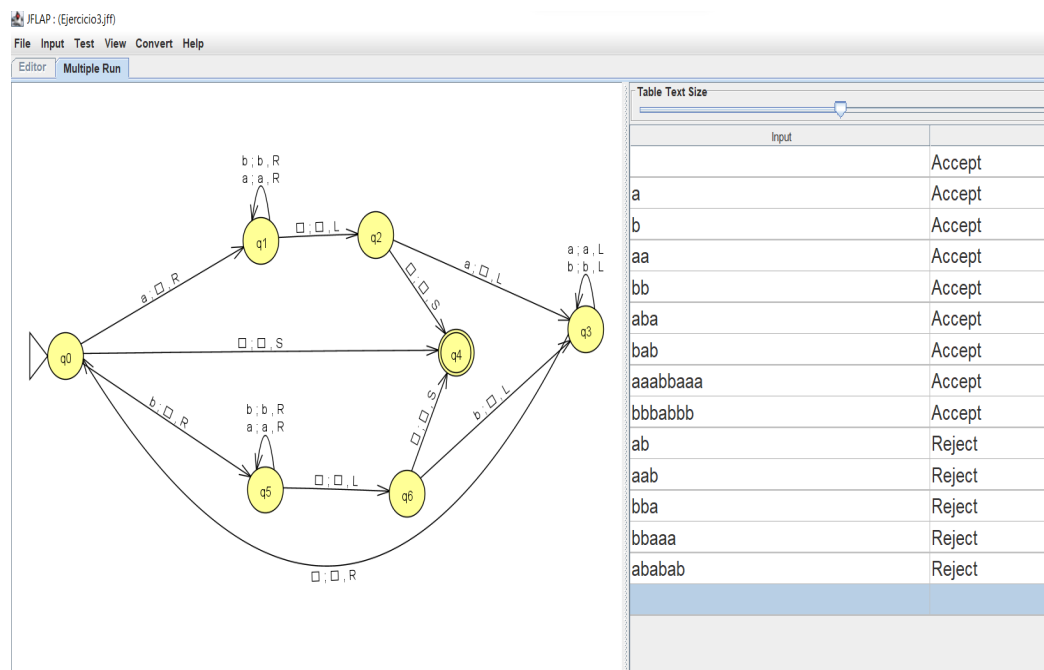 JFLAP : (Ejercicio3.jff)
File Input Test View Convert Help
Editor Multiple Run
Table Text Size
Input
Accept
a Accept
b Accept
aa Accept
bb Accept
aba Accept
bab Accept
aaabbaaa Accept
bbbabbb Accept
ab Reject
aab Reject
bba Reject
bbaaa Reject
ababab Reject
b ; b , R
a ; a , R
q1
□ ; □ , L
q2
a ; □ , R
a ; □ , L
□ ; □ , S
a ; a , L
b ; b , L
q3
q0
□ ; □ , S
q4
b ; □ , R
b ; b , R
a ; a , R
□ ; □ , S
b ; □ , L
q5
□ ; □ , L
q6
□ ; □ , R